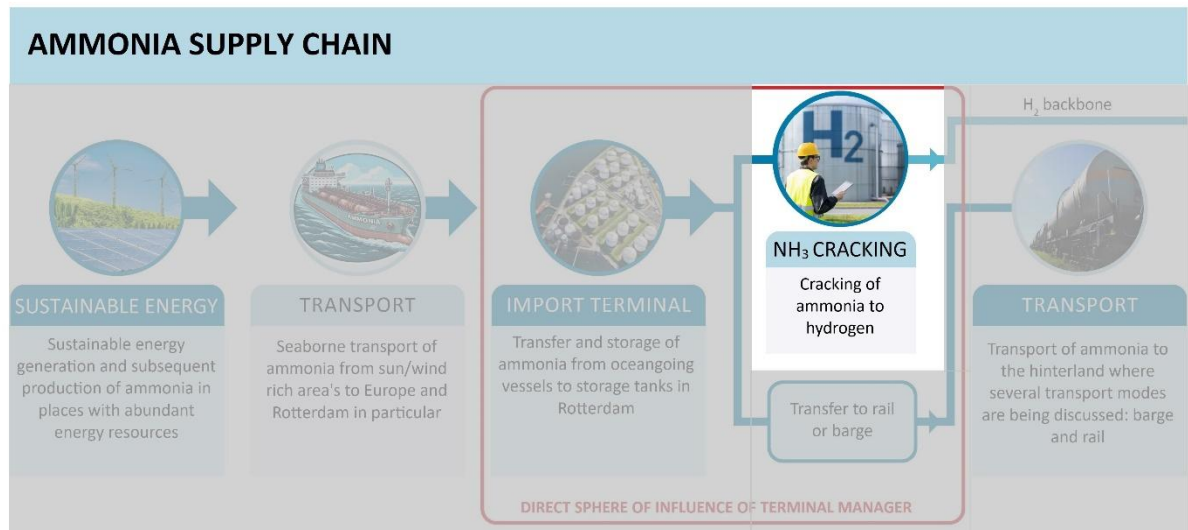 AMMONIA SUPPLY CHAIN
H₂ backbone
H2
AMMONIA
SUSTAINABLE ENERGY
Sustainable energy
generation and subsequent
production of ammonia in
places with abundant
energy resources
TRANSPORT
Seaborne transport of
ammonia from sun/wind
rich area's to Europe and
Rotterdam in particular
IMPORT TERMINAL
Transfer and storage of
ammonia from oceangoing
vessels to storage tanks in
Rotterdam
NH₃ CRACKING
Cracking of
ammonia to
hydrogen
Transfer to rail
or barge
TRANSPORT
Transport of ammonia to
the hinterland where
several transport modes
are being discussed: barge
and rail
DIRECT SPHERE OF INFLUENCE OF TERMINAL MANAGER